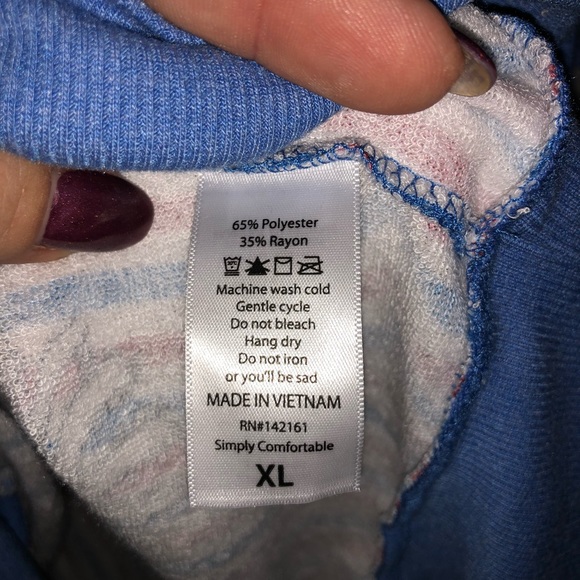 65% Polyester
35% Rayon
Machine wash cold
Gentle cycle
Do not bleach
Hang dry
Do not iron
or you'll be sad
MADE IN VIETNAM
RN#142161
Simply Comfortable
XL